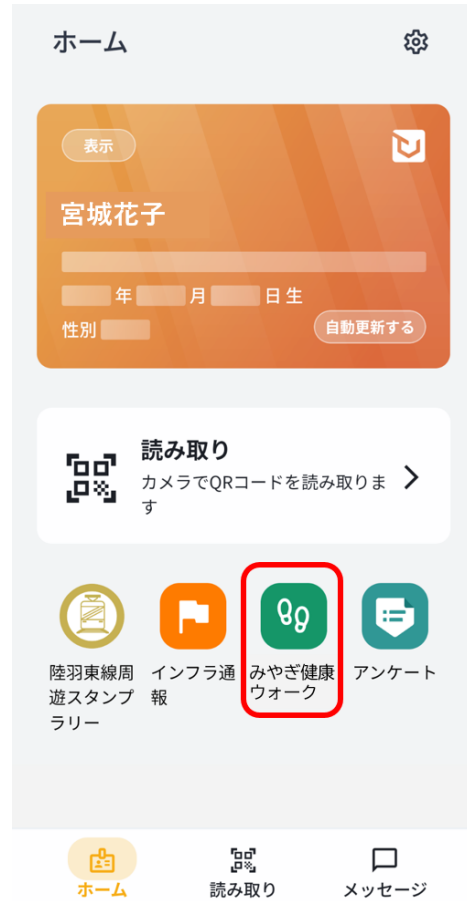 ホーム
表示
宮城花子
年 月 日生
性別
自動更新する
読み取り
カメラでQRコードを読み取りま
す
陸羽東線周
遊スタンプ
ラリー
インフラ通
報
みやぎ健康
ウォーク
アンケート
ホーム
読み取り
メッセージ